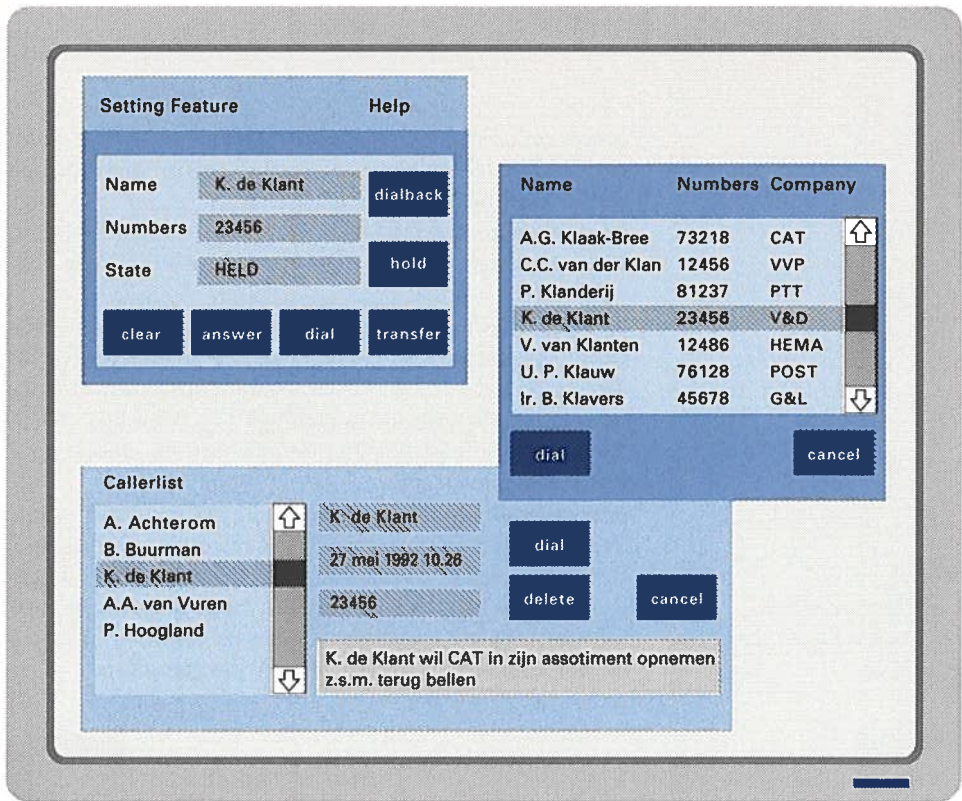 Setting Feature Help
Name K. de Klant dialback
Numbers 23456
State HELD hold
clear answer dial transfer
Name Numbers Company
A.G. Klaak-Bree 73218 CAT
C.C. van der Klan 12456 VVP
P. Klanderij 81237 PTT
K. de Klant 23456 V&D
V. van Klanten 12486 HEMA
U. P. Klauw 76128 POST
Ir. B. Klavers 45678 G&L
dial cancel
Callerlist
A. Achterom
B. Buurman
K. de Klant
A.A. van Vuren
P. Hoogland
K. de Klant
27 mei 1992 10.26
23456
dial
delete cancel
K. de Klant wil CAT in zijn assotiment opnemen
z.s.m. terug bellen